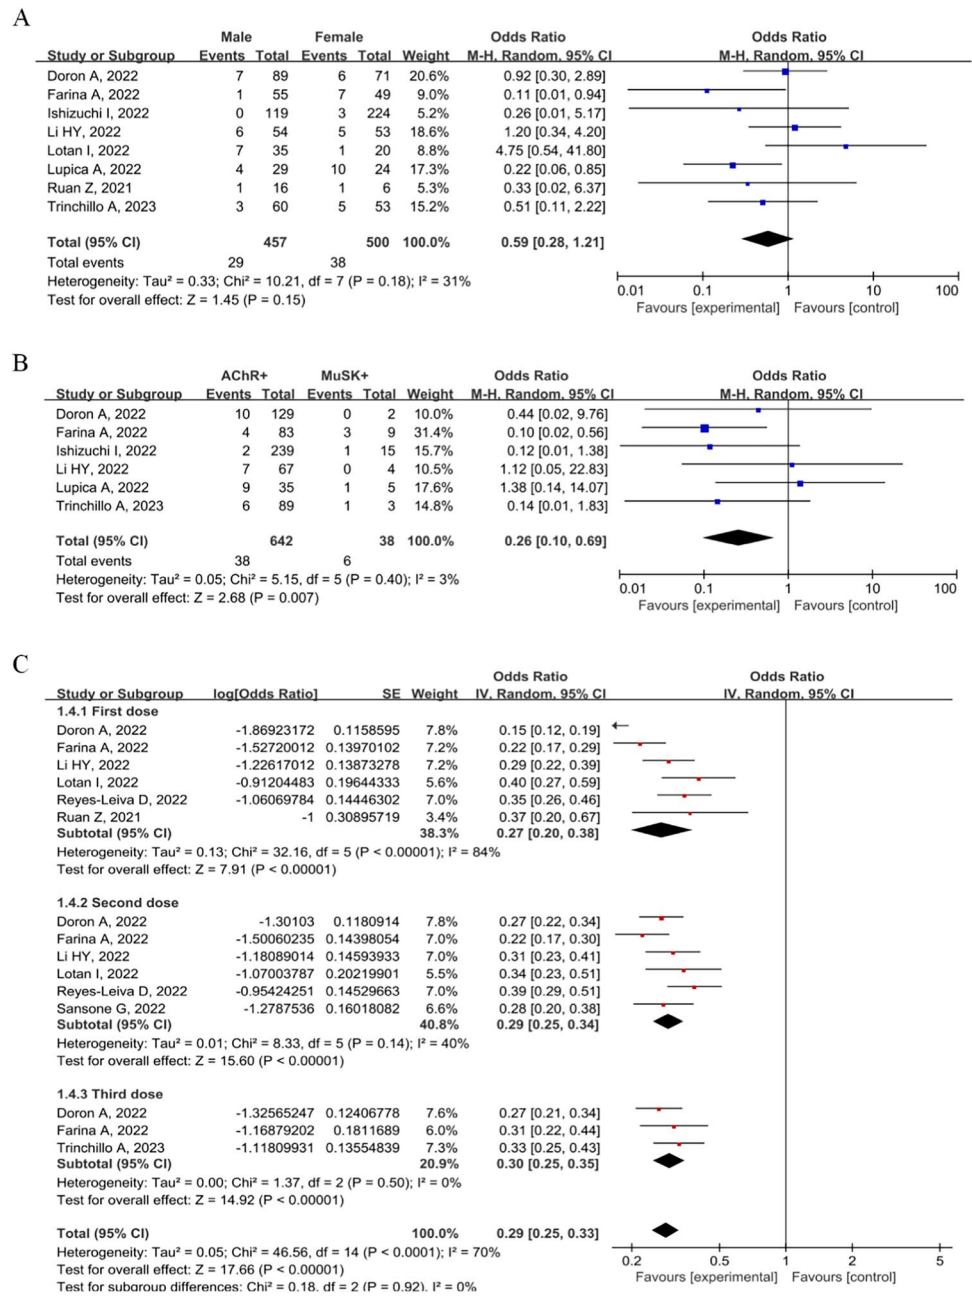 A
Male Female Odds Ratio Odds Ratio
Study or Subgroup Events Total Events Total Weight M-H, Random, 95% CI M-H, Random, 95% CI
Doron A, 2022 7 89 6 71 20.6% 0.92 [0.30, 2.89]
Farina A, 2022 1 55 7 49 9.0% 0.11 [0.01, 0.94]
Ishizuchi I, 2022 0 119 3 224 5.2% 0.26 [0.01, 5.17]
Li HY, 2022 6 54 5 53 18.6% 1.20 [0.34, 4.20]
Lotan I, 2022 7 35 1 20 8.8% 4.75 [0.54, 41.80]
Lupica A, 2022 4 29 10 24 17.3% 0.22 [0.06, 0.85]
Ruan Z, 2021 1 16 1 6 5.3% 0.33 [0.02, 6.37]
Trinchillo A, 2023 3 60 5 53 15.2% 0.51 [0.11, 2.22]
Total (95% CI) 457 500 100.0% 0.59 [0.28, 1.21]
Total events 29 38
Heterogeneity: Tau² = 0.33; Chi² = 10.21, df = 7 (P = 0.18); I² = 31%
Test for overall effect: Z = 1.45 (P = 0.15)
0.01 0.1 1 10 100
Favours [experimental] Favours [control]
B
AChR+ MuSK+ Odds Ratio Odds Ratio
Study or Subgroup Events Total Events Total Weight M-H, Random, 95% CI M-H, Random, 95% CI
Doron A, 2022 10 129 0 2 10.0% 0.44 [0.02, 9.76]
Farina A, 2022 4 83 3 9 31.4% 0.10 [0.02, 0.56]
Ishizuchi I, 2022 2 239 1 15 15.7% 0.12 [0.01, 1.38]
Li HY, 2022 7 67 0 4 10.5% 1.12 [0.05, 22.83]
Lupica A, 2022 9 35 1 5 17.6% 1.38 [0.14, 14.07]
Trinchillo A, 2023 6 89 1 3 14.8% 0.14 [0.01, 1.83]
Total (95% CI) 642 38 100.0% 0.26 [0.10, 0.69]
Total events 38 6
Heterogeneity: Tau² = 0.05; Chi² = 5.15, df = 5 (P = 0.40); I² = 3%
Test for overall effect: Z = 2.68 (P = 0.007)
0.01 0.1 1 10 100
Favours [experimental] Favours [control]
C
Odds Ratio Odds Ratio
Study or Subgroup log[Odds Ratio] SE Weight IV, Random, 95% CI IV, Random, 95% CI
1.4.1 First dose
Doron A, 2022 -1.86923172 0.1158595 7.8% 0.15 [0.12, 0.19]
Farina A, 2022 -1.52720012 0.13970102 7.2% 0.22 [0.17, 0.29]
Li HY, 2022 -1.22617012 0.13873278 7.2% 0.29 [0.22, 0.39]
Lotan I, 2022 -0.91204483 0.19644333 5.6% 0.40 [0.27, 0.59]
Reyes-Leiva D, 2022 -1.06069784 0.14446302 7.0% 0.35 [0.26, 0.46]
Ruan Z, 2021 -1 0.30895719 3.4% 0.37 [0.20, 0.67]
Subtotal (95% CI) 38.3% 0.27 [0.20, 0.38]
Heterogeneity: Tau² = 0.13; Chi² = 32.16, df = 5 (P < 0.00001); I² = 84%
Test for overall effect: Z = 7.91 (P < 0.00001)
1.4.2 Second dose
Doron A, 2022 -1.30103 0.1180914 7.8% 0.27 [0.22, 0.34]
Farina A, 2022 -1.50060235 0.14398054 7.0% 0.22 [0.17, 0.30]
Li HY, 2022 -1.18089014 0.14593933 7.0% 0.31 [0.23, 0.41]
Lotan I, 2022 -1.07003787 0.20219901 5.5% 0.34 [0.23, 0.51]
Reyes-Leiva D, 2022 -0.95424251 0.14529663 7.0% 0.39 [0.29, 0.51]
Sansone G, 2022 -1.2787536 0.16018082 6.6% 0.28 [0.20, 0.38]
Subtotal (95% CI) 40.8% 0.29 [0.25, 0.34]
Heterogeneity: Tau² = 0.01; Chi² = 8.33, df = 5 (P = 0.14); I² = 40%
Test for overall effect: Z = 15.60 (P < 0.00001)
1.4.3 Third dose
Doron A, 2022 -1.32565247 0.12406778 7.6% 0.27 [0.21, 0.34]
Farina A, 2022 -1.16879202 0.1811689 6.0% 0.31 [0.22, 0.44]
Trinchillo A, 2023 -1.11809931 0.13554839 7.3% 0.33 [0.25, 0.43]
Subtotal (95% CI) 20.9% 0.30 [0.25, 0.35]
Heterogeneity: Tau² = 0.00; Chi² = 1.37, df = 2 (P = 0.50); I² = 0%
Test for overall effect: Z = 14.92 (P < 0.00001)
Total (95% CI) 100.0% 0.29 [0.25, 0.33]
Heterogeneity: Tau² = 0.05; Chi² = 46.56, df = 14 (P < 0.0001); I² = 70%
Test for overall effect: Z = 17.66 (P < 0.00001)
Test for subgroup differences: Chi² = 0.18, df = 2 (P = 0.92), I² = 0%
0.2 0.5 1 2 5
Favours [experimental] Favours [control]